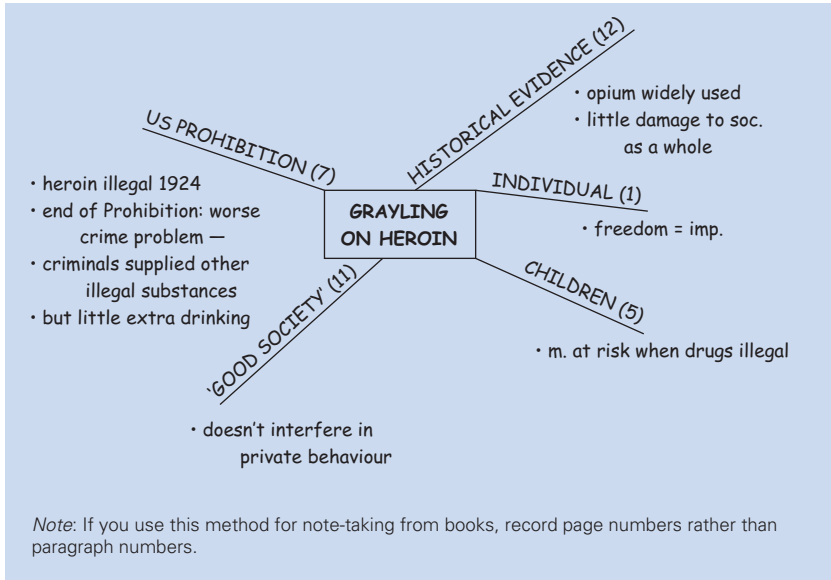 HISTORICAL EVIDENCE (12)
• opium widely used
• little damage to soc.
as a whole
US PROHIBITION (7)
• heroin illegal 1924
• end of Prohibition: worse
crime problem —
• criminals supplied other
illegal substances
• but little extra drinking
GRAYLING
ON HEROIN
INDIVIDUAL (1)
• freedom = imp.
CHILDREN (5)
• m. at risk when drugs illegal
'GOOD SOCIETY' (11)
• doesn't interfere in
private behaviour
Note: If you use this method for note-taking from books, record page numbers rather than
paragraph numbers.